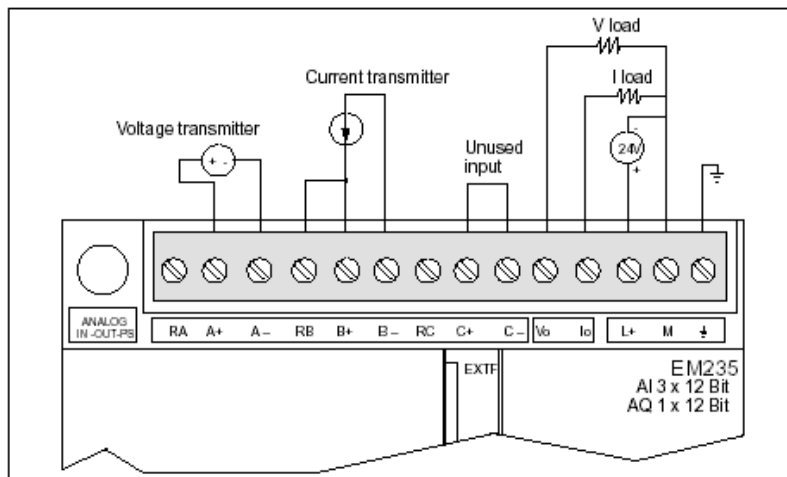 V load
Current transmitter
I load
Voltage transmitter
Unused
input
+ -
-
24V
+
ANALOG
IN -OUT-PS
RA A+ A– RB B+ B– RC C+ C– Vo Io L+ M
EXTF
EM235
AI 3 x 12 Bit
AQ 1 x 12 Bit